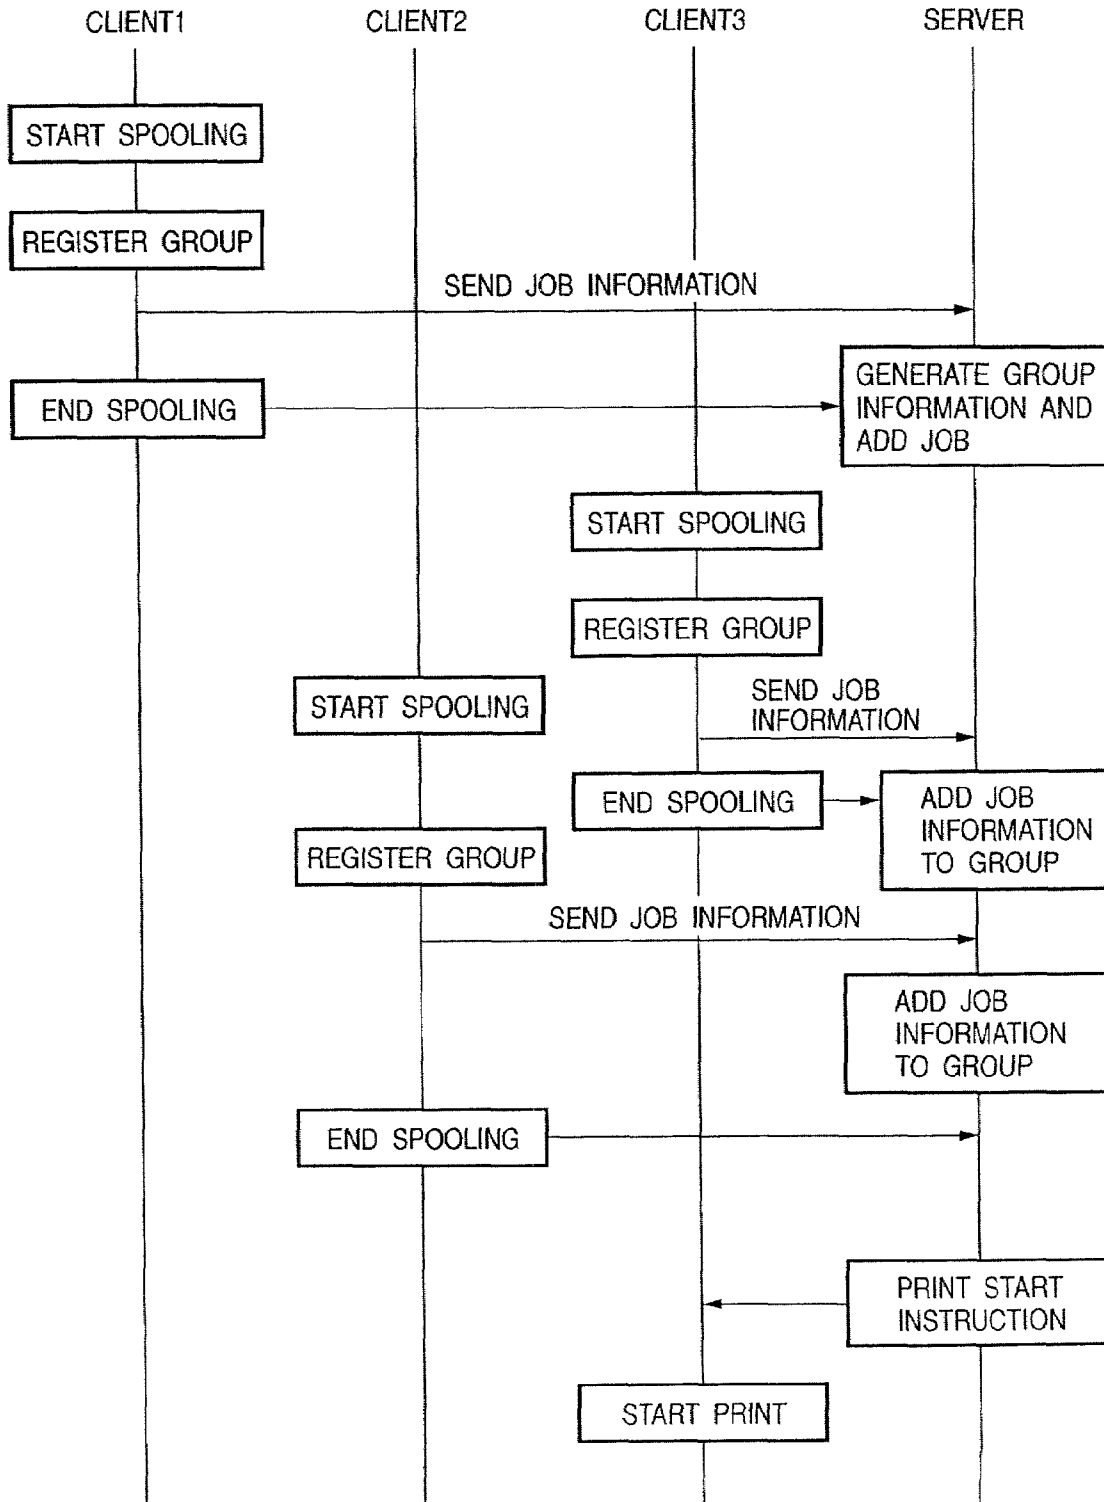 CLIENT1
CLIENT2
CLIENT3
SERVER
START SPOOLING
REGISTER GROUP
SEND JOB INFORMATION
END SPOOLING
GENERATE GROUP
INFORMATION AND
ADD JOB
START SPOOLING
REGISTER GROUP
START SPOOLING
SEND JOB
INFORMATION
END SPOOLING
ADD JOB
INFORMATION
TO GROUP
REGISTER GROUP
SEND JOB INFORMATION
ADD JOB
INFORMATION
TO GROUP
END SPOOLING
PRINT START
INSTRUCTION
START PRINT